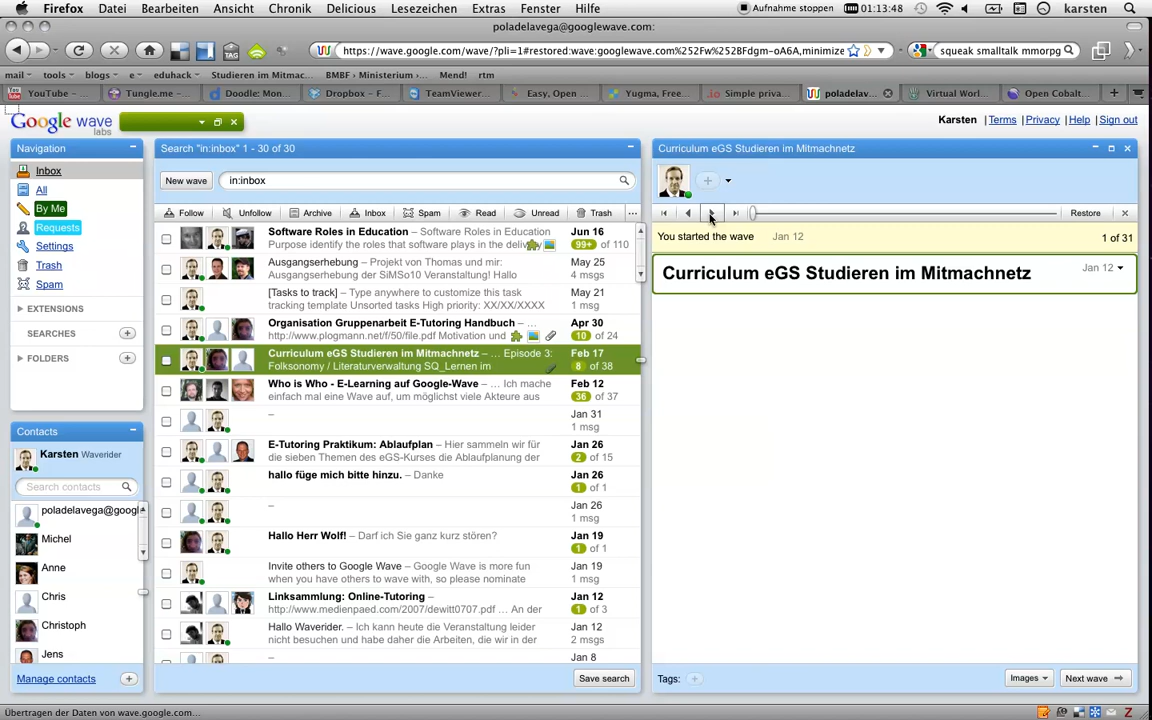 Firefox Datei Bearbeiten Ansicht Chronik Delicious Lesezeichen Extras Fenster Hilfe Aufnahme stoppen 01:13:48 karsten
poladelavega@googlewave.com:
https://wave.google.com/wave/?pli=1#restored:wave:googlewave.com%252Fw%252BFdgm-oA6A,minimize squeak smalltalk mmorpg
mail tools blogs e eduhack Studieren im Mitmac... BMBF › Ministerium ›... Mend! rtm
YouTube – ... Tungle.me – ... Doodle: Mon... Dropbox – F... TeamViewer... Easy, Open ... Yugma, Free... Simple priva... poladelav... Virtual Worl... Open Cobalt...
Google wave
labs
Karsten | Terms | Privacy | Help | Sign out
Navigation
Inbox
All
By Me
Requests
Settings
Trash
Spam
EXTENSIONS
SEARCHES
FOLDERS
Contacts
Karsten Waverider
Search contacts
poladelavega@googl
Michel
Anne
Chris
Christoph
Jens
Manage contacts
Search "in:inbox" 1 - 30 of 30
New wave in:inbox
Follow Unfollow Archive Inbox Spam Read Unread Trash ...
Software Roles in Education – Software Roles in Education Jun 16
Purpose identify the roles that software plays in the delivery 99+ of 110
Ausgangserhebung – Projekt von Thomas und mir: May 25
Ausgangserhebung der SiMSo10 Veranstaltung! Hallo 4 msgs
[Tasks to track] – Type anywhere to customize this task May 21
tracking template Unsorted tasks High priority: XX/XX/XXXX 1 msg
Organisation Gruppenarbeit E-Tutoring Handbuch – ... Apr 30
http://www.plogmann.net/f/50/file.pdf Motivation und 10 of 24
Curriculum eGS Studieren im Mitmachnetz – ... Episode 3: Feb 17
Folksonomy / Literaturverwaltung SQ_Lernen im 8 of 38
Who is Who - E-Learning auf Google-Wave – ... Ich mache Feb 12
einfach mal eine Wave auf, um möglichst viele Akteure aus 36 of 37
– Jan 31
1 msg
E-Tutoring Praktikum: Ablaufplan – Hier sammeln wir für Jan 26
die sieben Themen des eGS-Kurses die Ablaufplanung der 2 of 15
hallo füge mich bitte hinzu. – Danke Jan 26
1 of 1
– Jan 26
1 msg
Hallo Herr Wolf! – Darf ich Sie ganz kurz stören? Jan 19
1 of 1
Invite others to Google Wave – Google Wave is more fun Jan 19
when you have others to wave with, so please nominate 1 msg
Linksammlung: Online-Tutoring – Jan 12
http://www.medienpaed.com/2007/dewitt0707.pdf ... An der 1 of 3
Hallo Waverider. – Ich kann heute die Veranstaltung leider Jan 12
nicht besuchen und habe daher die Arbeiten, die wir in der 2 msgs
– Jan 8
Save search
Curriculum eGS Studieren im Mitmachnetz
Restore
You started the wave Jan 12 1 of 31
Curriculum eGS Studieren im Mitmachnetz Jan 12
Tags: Images Next wave
Übertragen der Daten von wave.google.com...